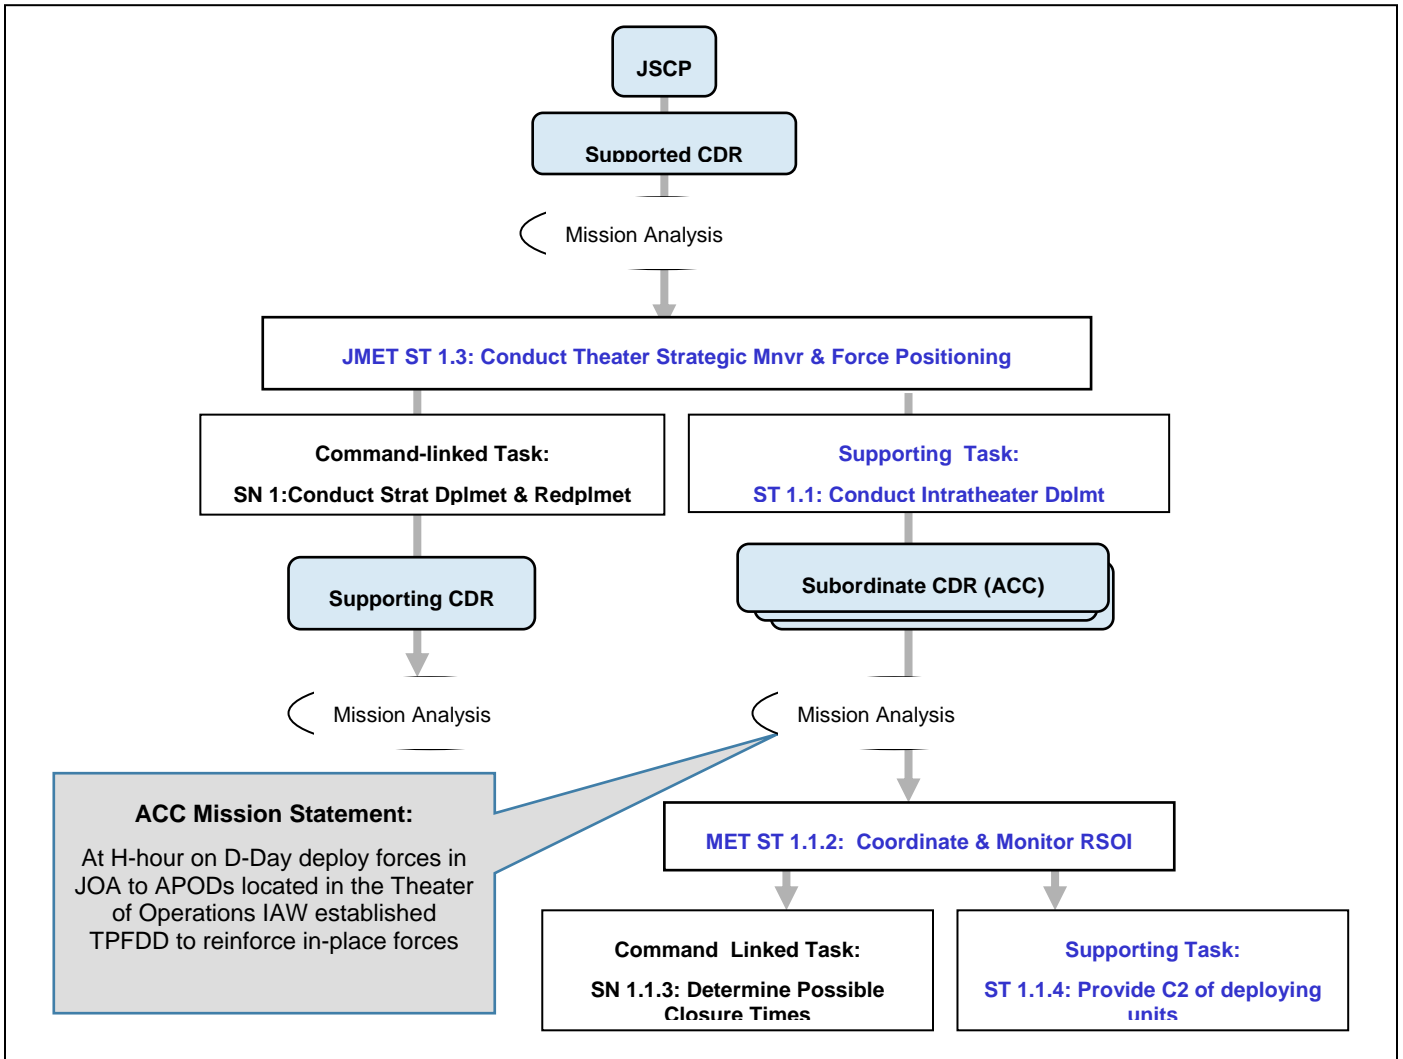 JSCP
Supported CDR
Mission Analysis
JMET ST 1.3: Conduct Theater Strategic Mnvr & Force Positioning
Command-linked Task:
SN 1:Conduct Strat Dplmet & Redplmet
Supporting Task:
ST 1.1: Conduct Intratheater Dplmt
Supporting CDR
Subordinate CDR (ACC)
Mission Analysis
Mission Analysis
ACC Mission Statement:
At H-hour on D-Day deploy forces in
JOA to APODs located in the Theater
of Operations IAW established
TPFDD to reinforce in-place forces
MET ST 1.1.2: Coordinate & Monitor RSOI
Command Linked Task:
SN 1.1.3: Determine Possible
Closure Times
Supporting Task:
ST 1.1.4: Provide C2 of deploying
units